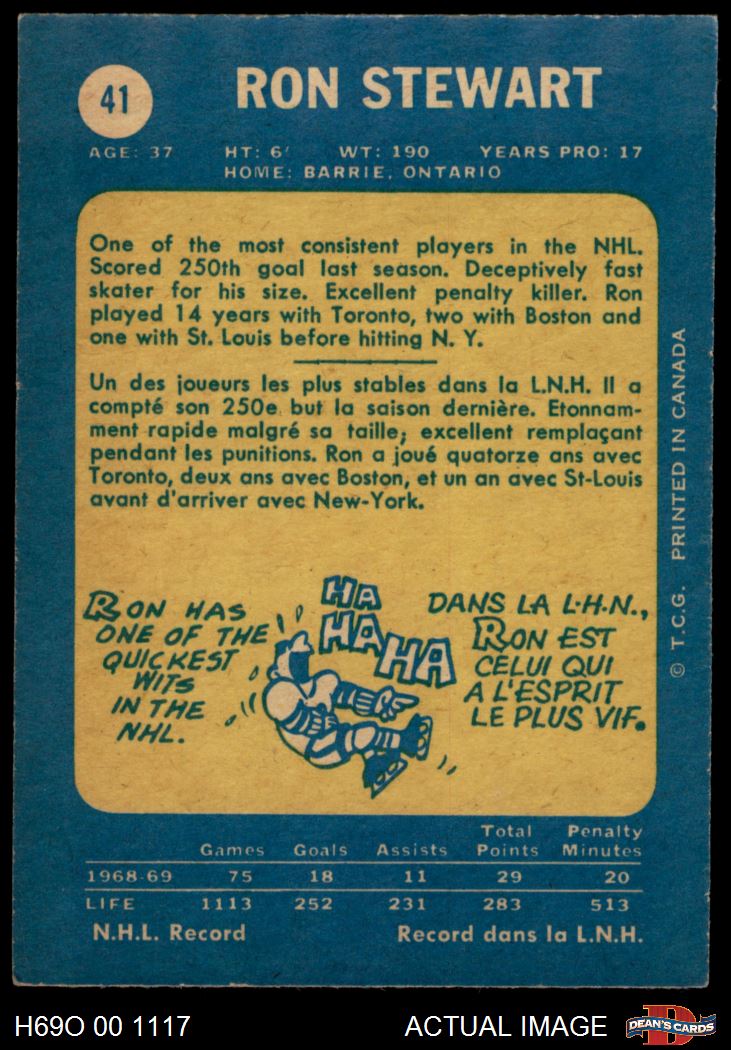 41
RON STEWART
AGE: 37 HT: 6' WT: 190 YEARS PRO: 17
HOME: BARRIE, ONTARIO
One of the most consistent players in the NHL.
Scored 250th goal last season. Deceptively fast
skater for his size. Excellent penalty killer. Ron
played 14 years with Toronto, two with Boston and
one with St. Louis before hitting N. Y.
Un des joueurs les plus stables dans la L.N.H. Il a
compté son 250e but la saison dernière. Etonnam-
ment rapide malgré sa taille; excellent remplaçant
pendant les punitions. Ron a joué quatorze ans avec
Toronto, deux ans avec Boston, et un an avec St-Louis
avant d'arriver avec New-York.
RON HAS
ONE OF THE
QUICKEST
WITS
IN THE
NHL.
HA
HA HA
DANS LA L.H.N.,
RON EST
CELUI QUI
A L'ESPRIT
LE PLUS VIF.
© T.C.G. PRINTED IN CANADA
Games Goals Assists Total Points Penalty Minutes
1968-69 75 18 11 29 20
LIFE 1113 252 231 283 513
N.H.L. Record Record dans la L.N.H.
H69O 00 1117 ACTUAL IMAGE D DEAN'S CARDS